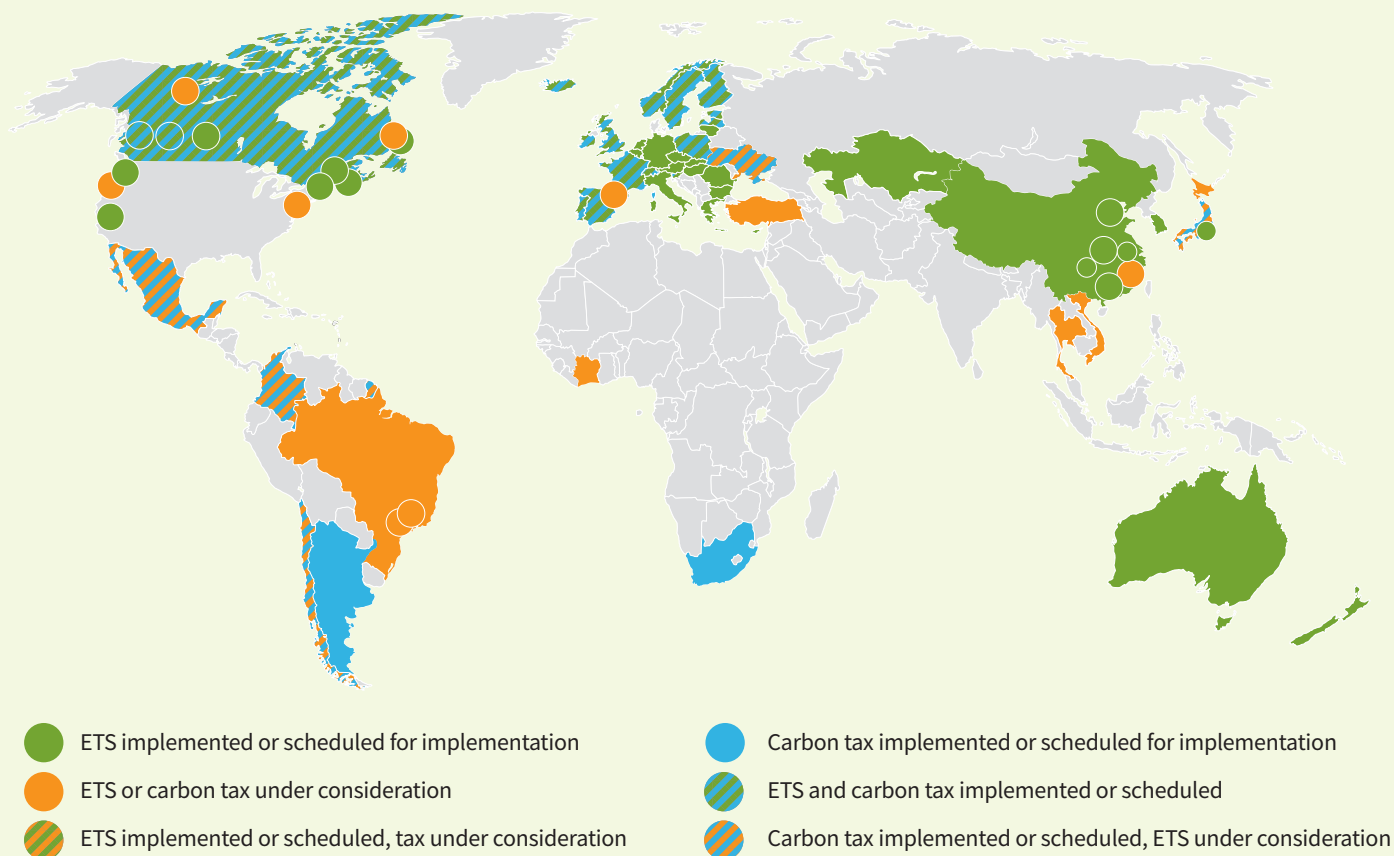 ETS implemented or scheduled for implementation
Carbon tax implemented or scheduled for implementation
ETS or carbon tax under consideration
ETS and carbon tax implemented or scheduled
ETS implemented or scheduled, tax under consideration
Carbon tax implemented or scheduled, ETS under consideration